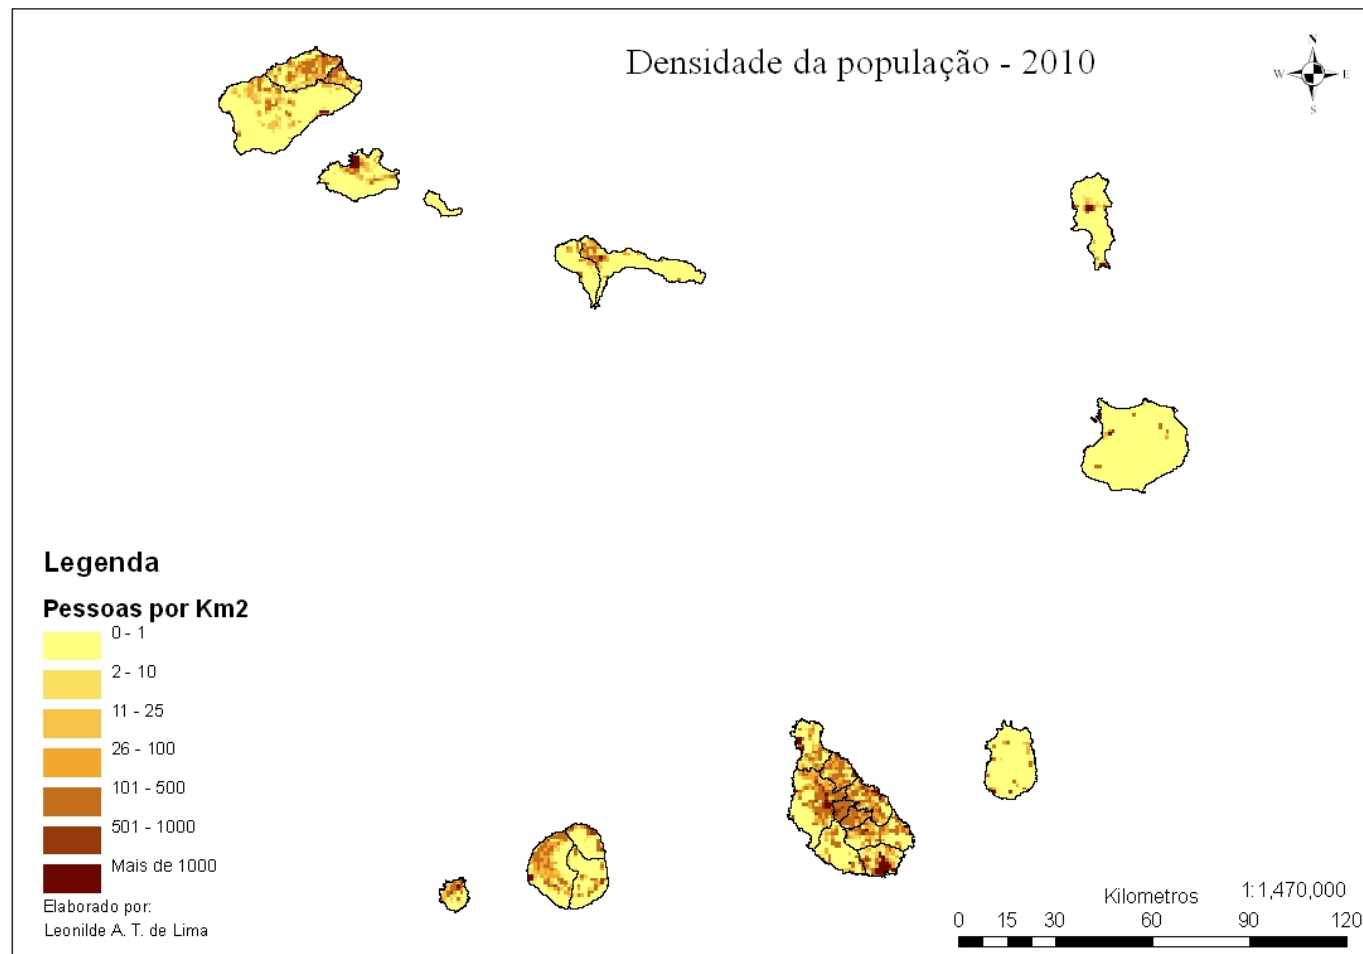 Densidade da população - 2010
N
W E
S
Legenda
Pessoas por Km2
0 - 1
2 - 10
11 - 25
26 - 100
101 - 500
501 - 1000
Mais de 1000
Elaborado por:
Leonilde A. T. de Lima
Kilometros 1:1,470,000
0 15 30 60 90 120